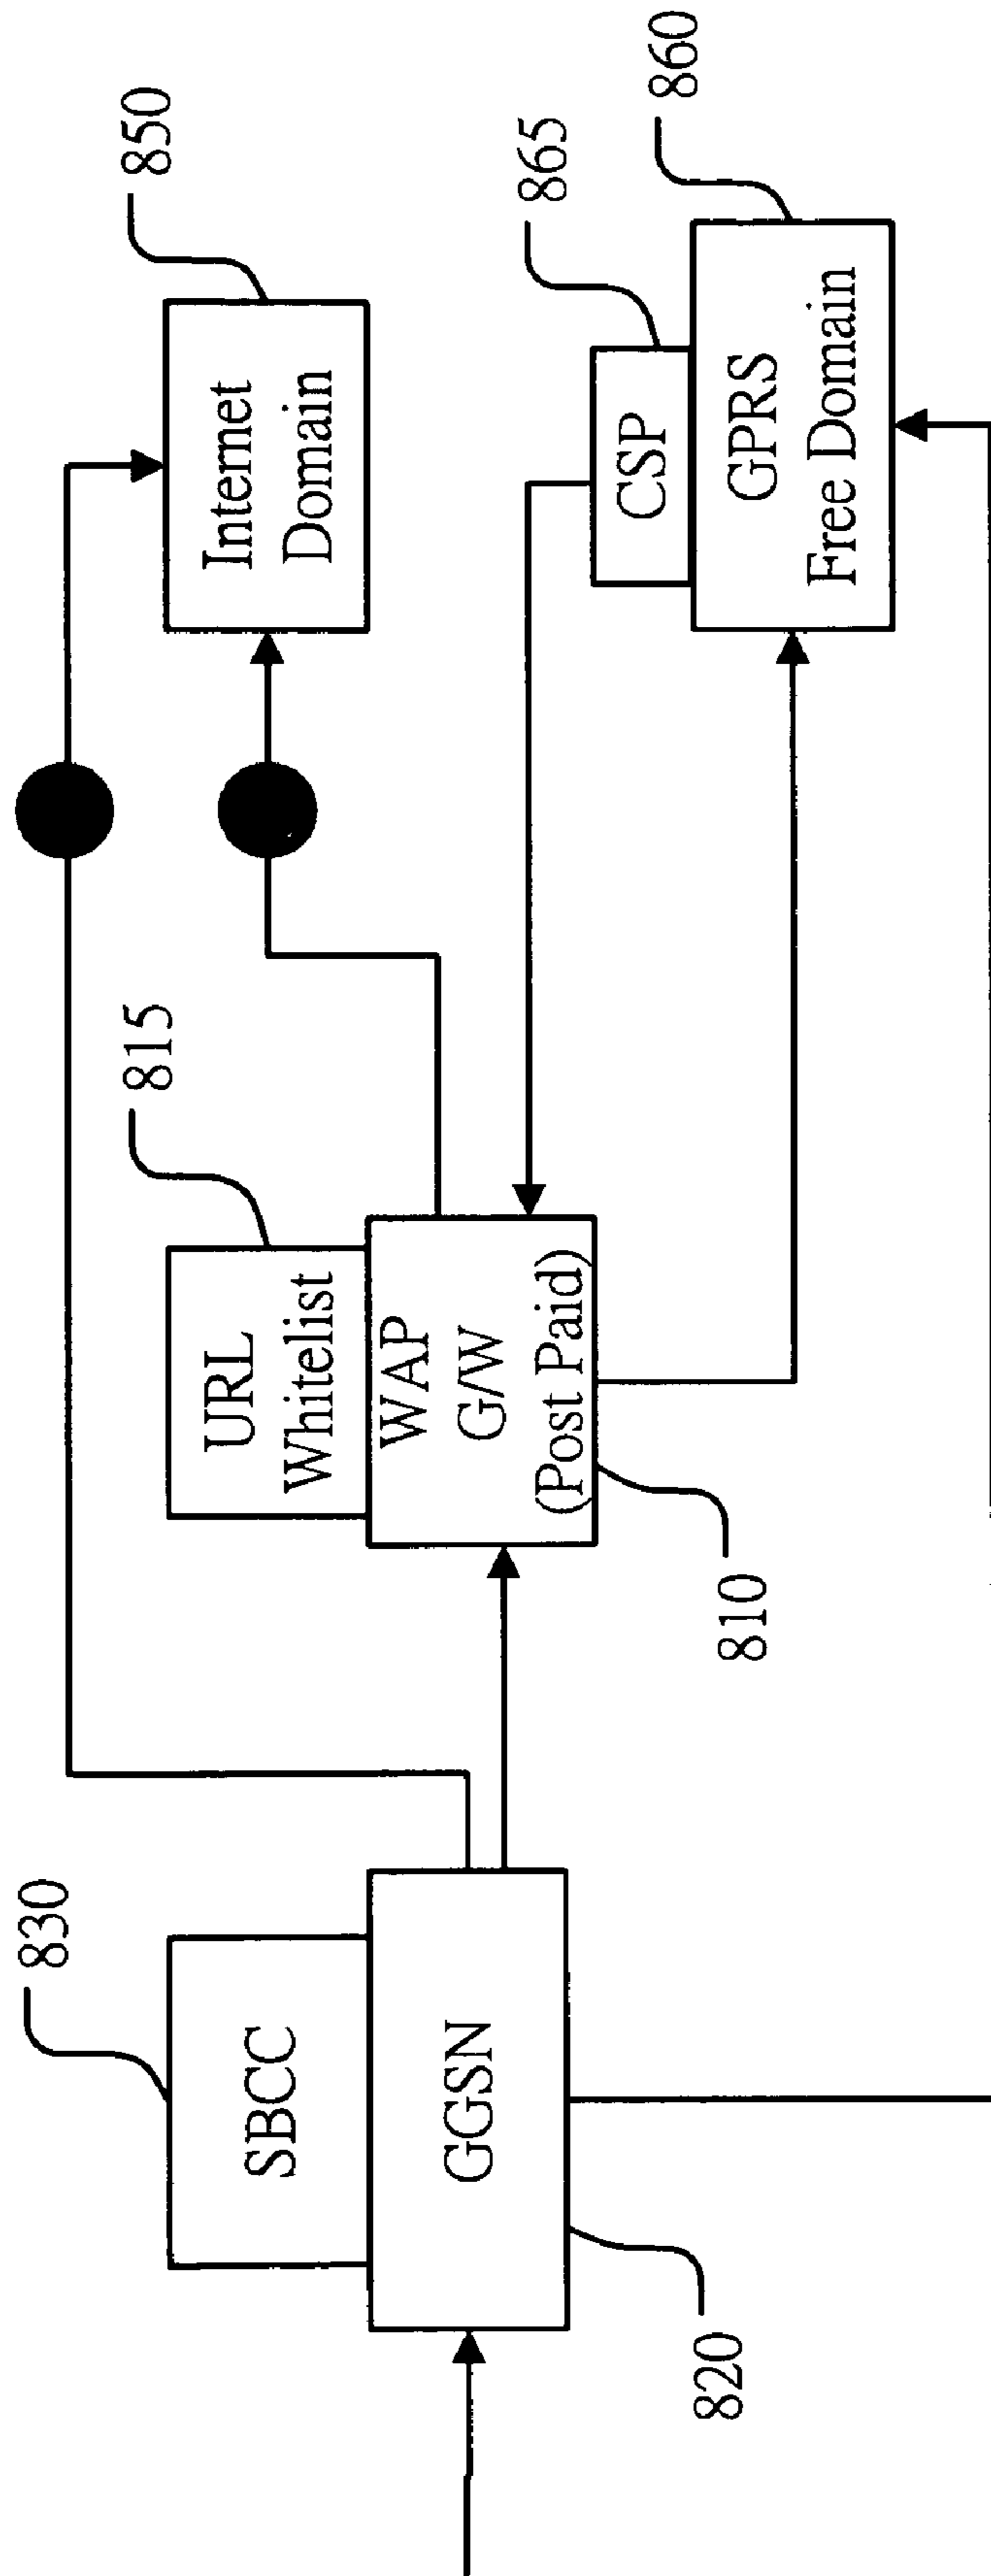 830
SBCC
GGSN
820
815
URL
Whitelist
WAP
G/W
(Post Paid)
810
850
Internet
Domain
865
CSP
860
GPRS
Free Domain